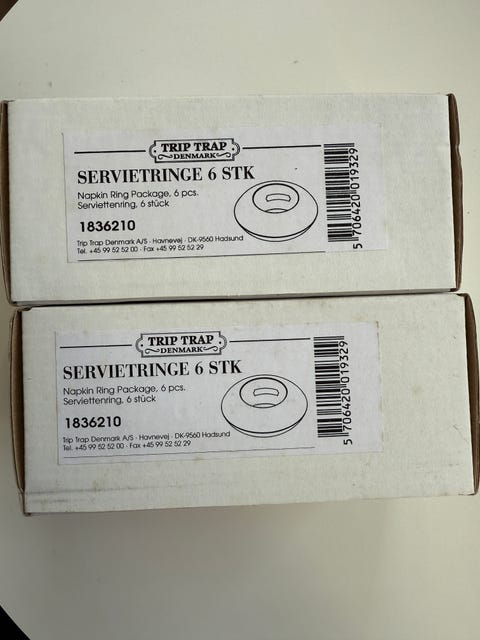 TRIP TRAP
DENMARK
SERVIETRINGE 6 STK
Napkin Ring Package, 6 pcs.
Serviettenring, 6 stück
1836210
Trip Trap Denmark A/S · Havnevej · DK-9560 Hadsund
Tel. +45 99 52 52 00 · Fax +45 99 52 52 29
5 706420 019329
TRIP TRAP
DENMARK
SERVIETRINGE 6 STK
Napkin Ring Package, 6 pcs.
Serviettenring, 6 stück
1836210
Trip Trap Denmark A/S · Havnevej · DK-9560 Hadsund
Tel. +45 99 52 52 00 · Fax +45 99 52 52 29
5 706420 019329